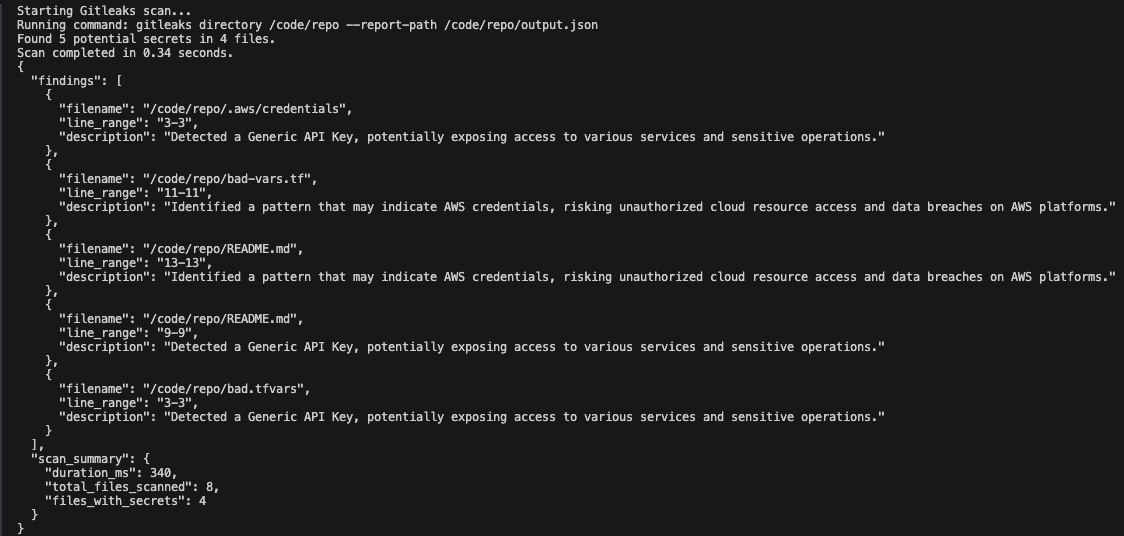 Starting Gitleaks scan...
Running command: gitleaks directory /code/repo --report-path /code/repo/output.json
Found 5 potential secrets in 4 files.
Scan completed in 0.34 seconds.
{
  "findings": [
    {
      "filename": "/code/repo/.aws/credentials",
      "line_range": "3-3",
      "description": "Detected a Generic API Key, potentially exposing access to various services and sensitive operations."
    },
    {
      "filename": "/code/repo/bad-vars.tf",
      "line_range": "11-11",
      "description": "Identified a pattern that may indicate AWS credentials, risking unauthorized cloud resource access and data breaches on AWS platforms."
    },
    {
      "filename": "/code/repo/README.md",
      "line_range": "13-13",
      "description": "Identified a pattern that may indicate AWS credentials, risking unauthorized cloud resource access and data breaches on AWS platforms."
    },
    {
      "filename": "/code/repo/README.md",
      "line_range": "9-9",
      "description": "Detected a Generic API Key, potentially exposing access to various services and sensitive operations."
    },
    {
      "filename": "/code/repo/bad.tfvars",
      "line_range": "3-3",
      "description": "Detected a Generic API Key, potentially exposing access to various services and sensitive operations."
    }
  ],
  "scan_summary": {
    "duration_ms": 340,
    "total_files_scanned": 8,
    "files_with_secrets": 4
  }
}